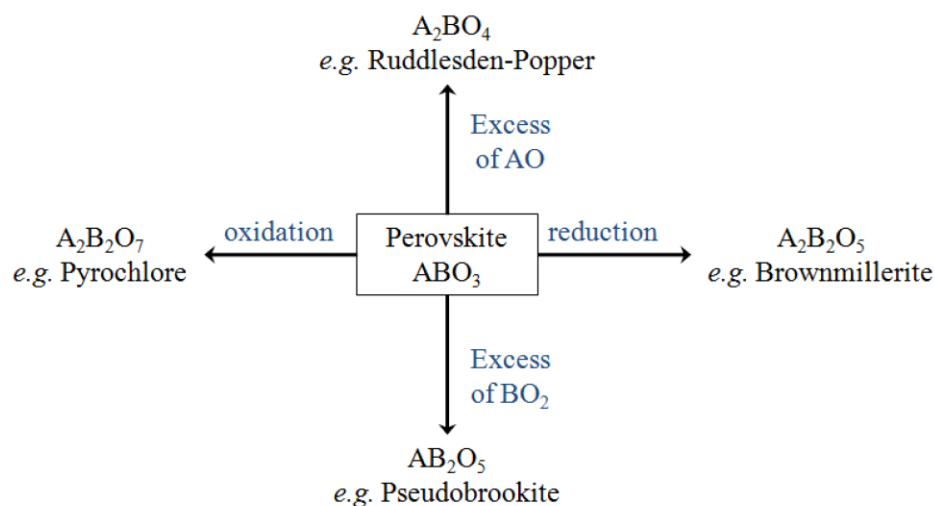 A₂BO₄
e.g. Ruddlesden-Popper
Excess
of AO
A₂B₂O₇
e.g. Pyrochlore
oxidation
Perovskite
ABO₃
reduction
A₂B₂O₅
e.g. Brownmillerite
Excess
of BO₂
AB₂O₅
e.g. Pseudobrookite